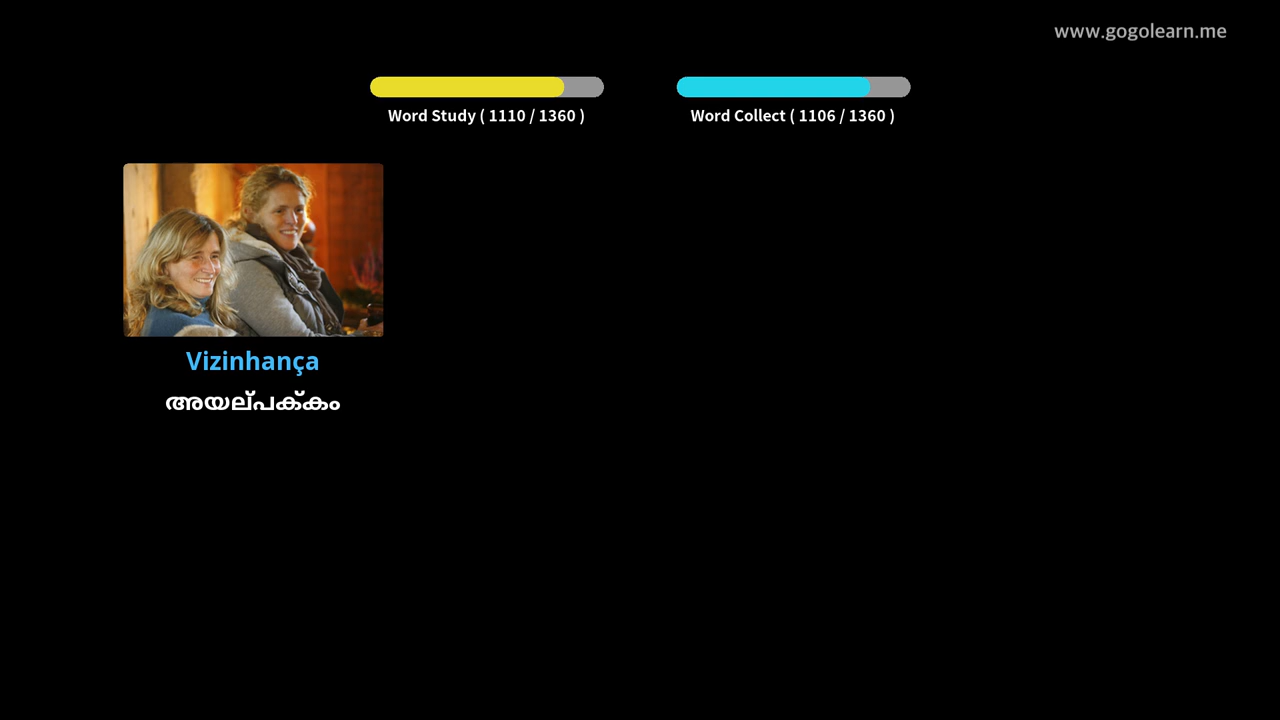 www.gogolearn.me
Word Study ( 1110 / 1360 )
Word Collect ( 1106 / 1360 )
Vizinhança
അയല്പക്കം